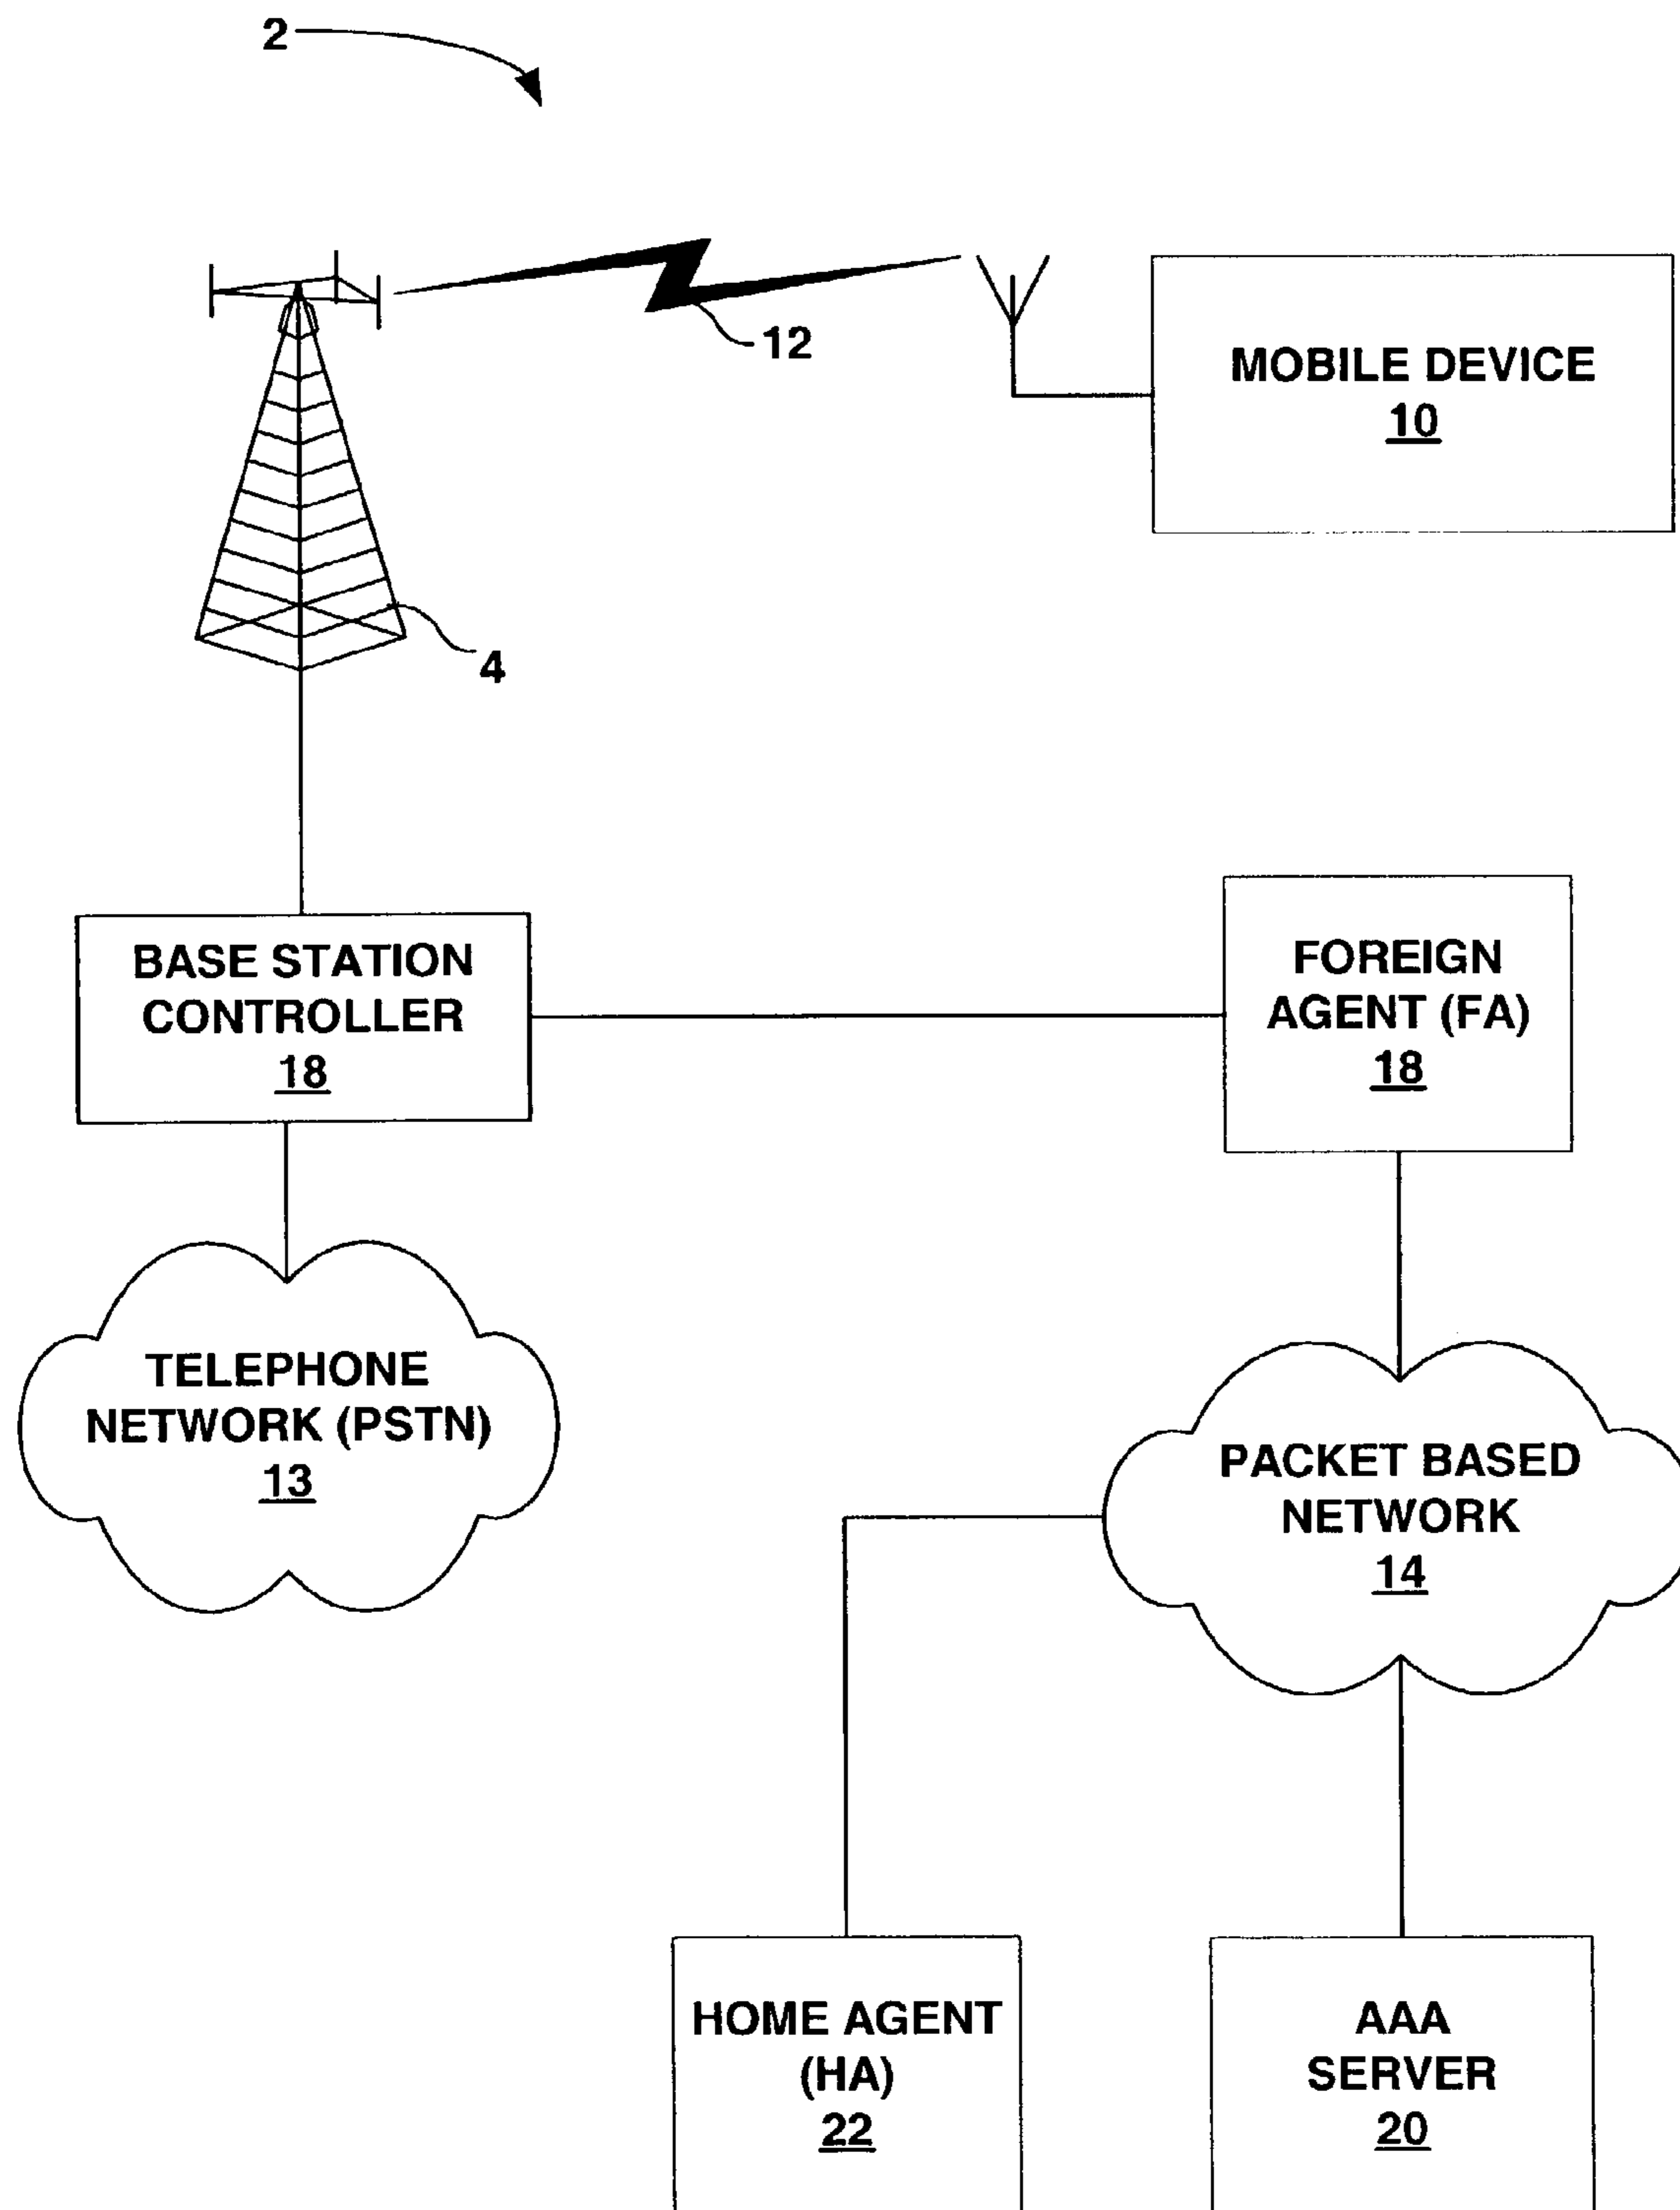 2
12
MOBILE DEVICE
10
4
BASE STATION
CONTROLLER
18
FOREIGN
AGENT (FA)
18
TELEPHONE
NETWORK (PSTN)
13
PACKET BASED
NETWORK
14
HOME AGENT
(HA)
22
AAA
SERVER
20